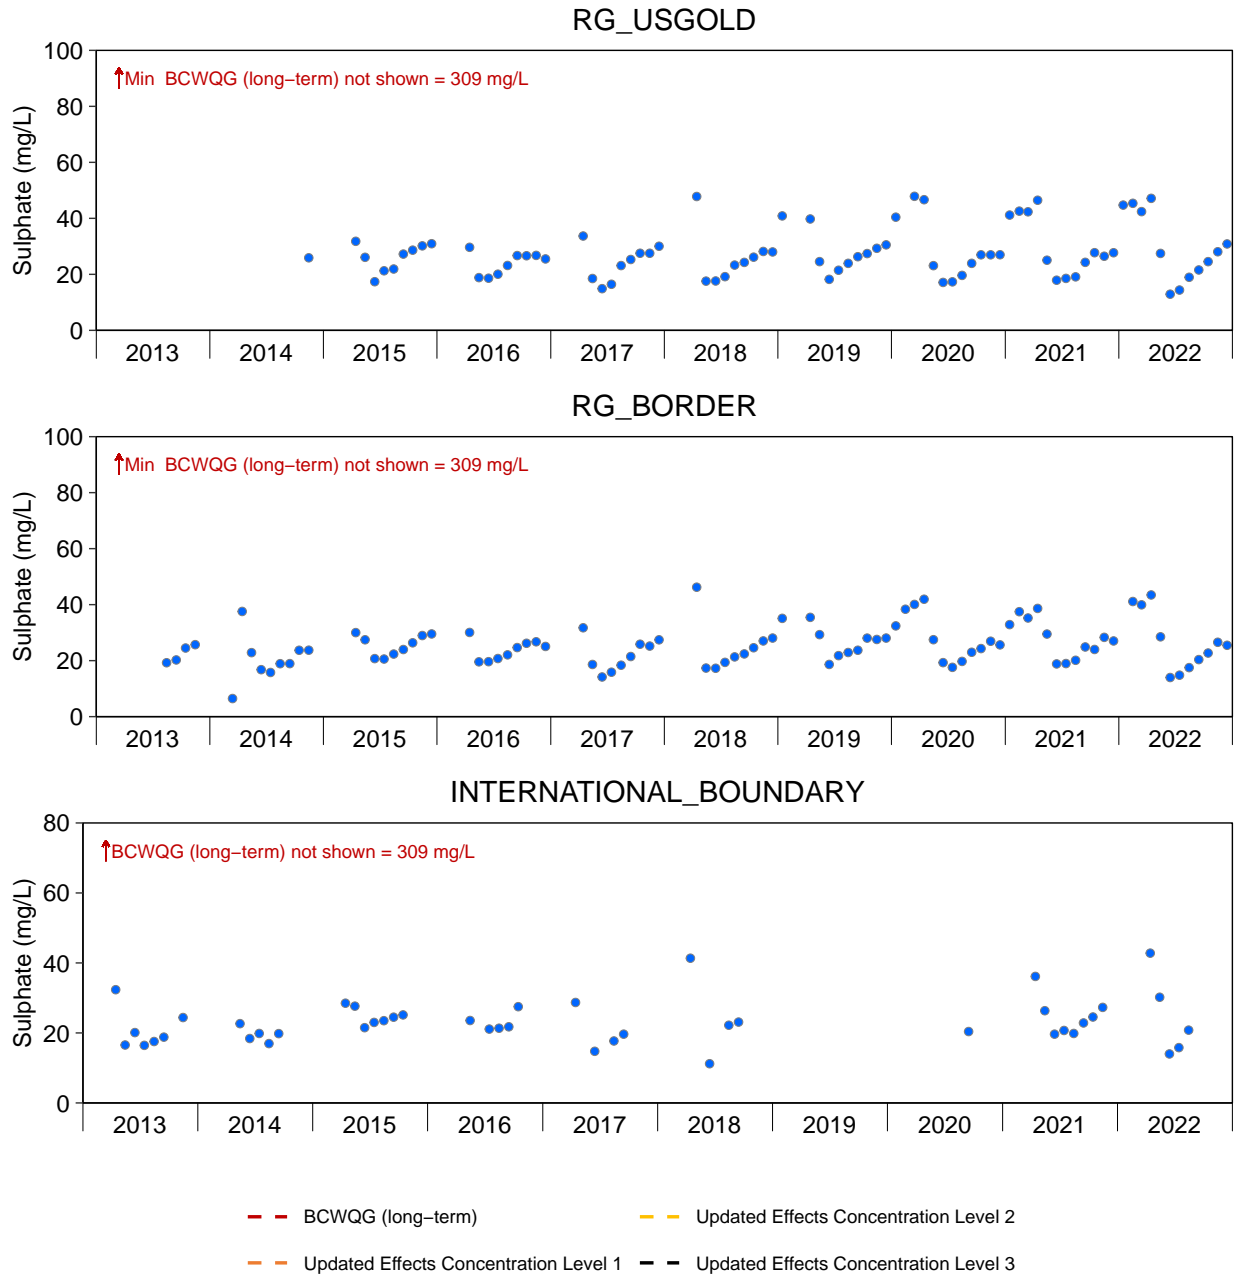 RG_USGOLD
100
80
60
40
20
0
Sulphate (mg/L)
↑Min BCWQG (long−term) not shown = 309 mg/L
2013 2014 2015 2016 2017 2018 2019 2020 2021 2022
RG_BORDER
100
80
60
40
20
0
Sulphate (mg/L)
↑Min BCWQG (long−term) not shown = 309 mg/L
2013 2014 2015 2016 2017 2018 2019 2020 2021 2022
INTERNATIONAL_BOUNDARY
80
60
40
20
0
Sulphate (mg/L)
↑BCWQG (long−term) not shown = 309 mg/L
2013 2014 2015 2016 2017 2018 2019 2020 2021 2022
BCWQG (long−term)
Updated Effects Concentration Level 2
Updated Effects Concentration Level 1
Updated Effects Concentration Level 3